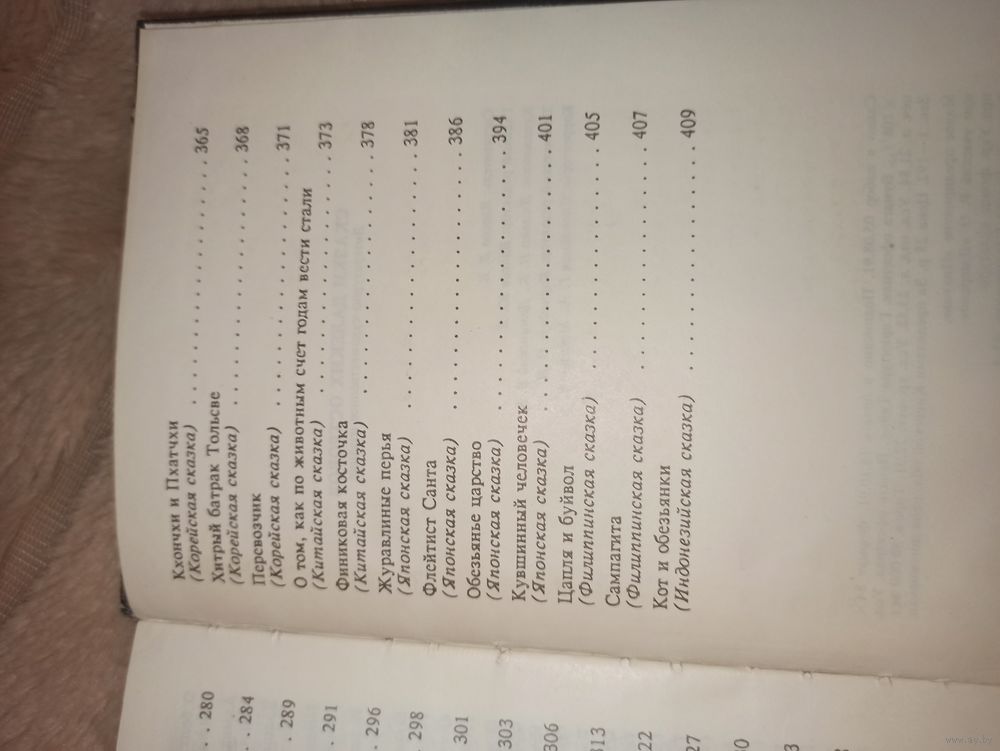 Кхончхи и Пхатчхи
(Корейская сказка) . . . . . . . . . . . . . . . . . . 365
Хитрый батрак Тольсве
(Корейская сказка) . . . . . . . . . . . . . . . . . . 368
Перевозчик
(Корейская сказка) . . . . . . . . . . . . . . . . . . 371
О том, как по животным счет годам вести стали
(Китайская сказка) . . . . . . . . . . . . . . . . . . 373
Финиковая косточка
(Китайская сказка) . . . . . . . . . . . . . . . . . . 378
Журавлиные перья
(Японская сказка) . . . . . . . . . . . . . . . . . . 381
Флейтист Санта
(Японская сказка) . . . . . . . . . . . . . . . . . . 386
Обезьянье царство
(Японская сказка) . . . . . . . . . . . . . . . . . . 394
Кувшинный человечек
(Японская сказка) . . . . . . . . . . . . . . . . . . 401
Цапля и буйвол
(Филиппинская сказка) . . . . . . . . . . . . . . . . 405
Сампагита
(Филиппинская сказка) . . . . . . . . . . . . . . . . 407
Кот и обезьянки
(Индонезийская сказка) . . . . . . . . . . . . . . . . 409
. . 280
. 284
. 289
. 291
. 296
. 298
301
303
306
313
22
27